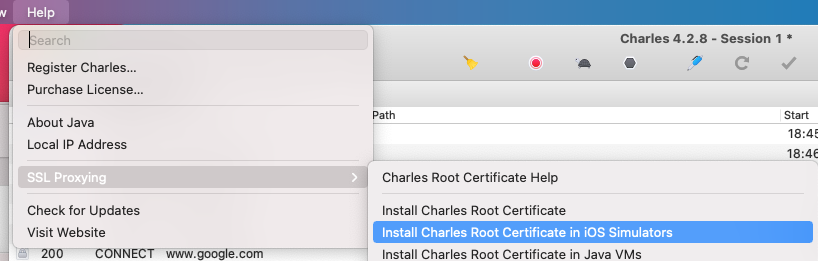 w Help
Search
Charles 4.2.8 - Session 1 *
Register Charles...
Purchase License...
Path Start
About Java
18:45
Local IP Address
18:46
SSL Proxying
Charles Root Certificate Help
Check for Updates
Install Charles Root Certificate
Visit Website
Install Charles Root Certificate in iOS Simulators
200 CONNECT www.google.com
Install Charles Root Certificate in Java VMs